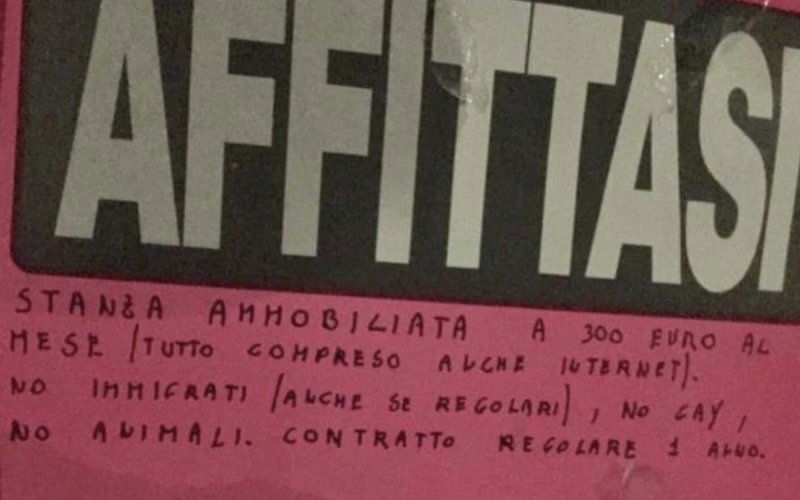 AFFITTASI
STANZA AMMOBILIATA A 300 EURO AL
MESE (TUTTO COMPRESO ANCHE INTERNET).
NO IMMIGRATI (ANCHE SE REGOLARI), NO GAY,
NO ANIMALI. CONTRATTO REGOLARE 1 ANNO.